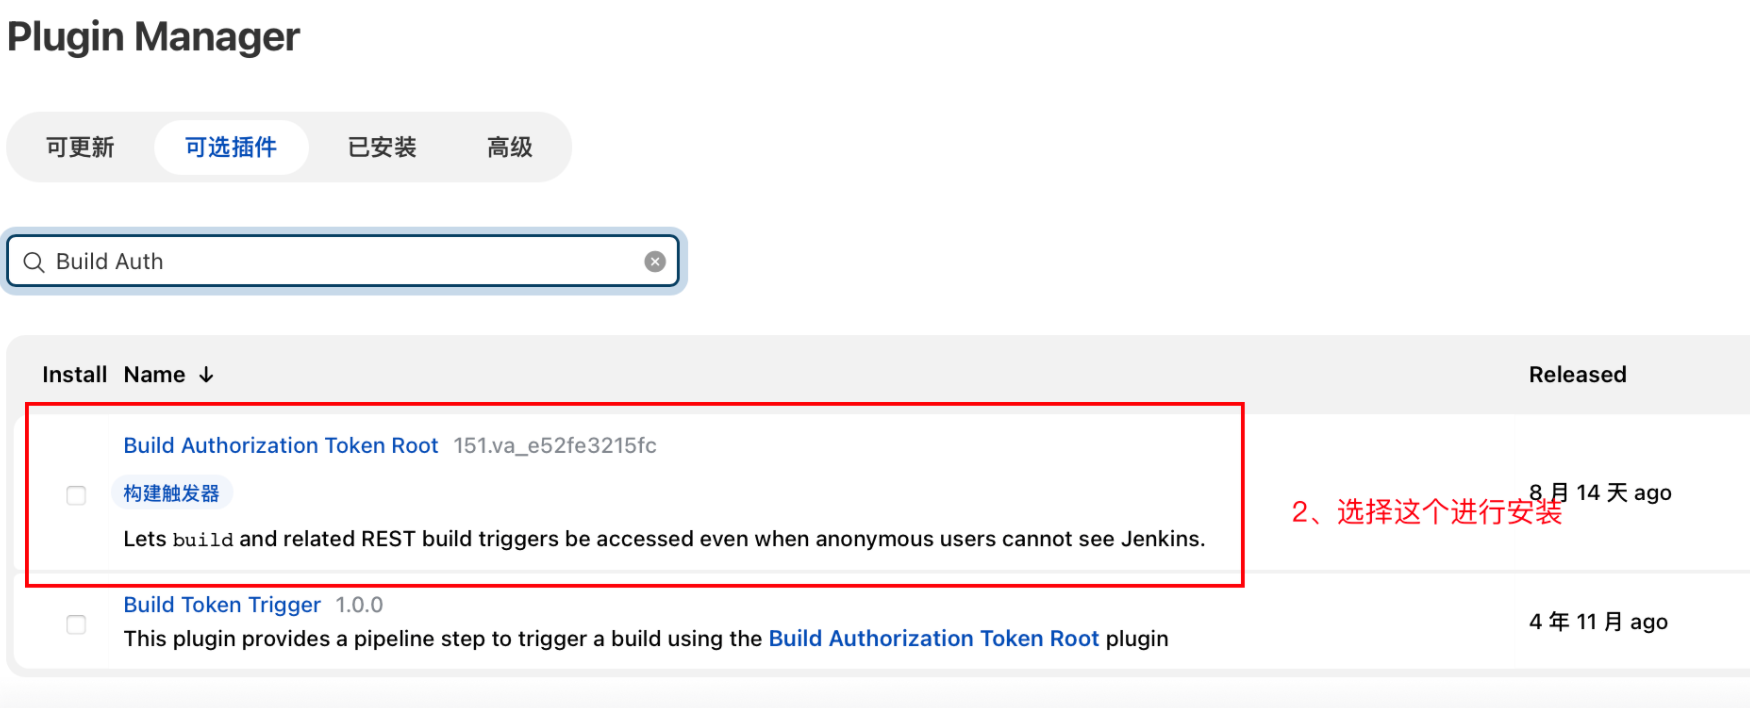 Plugin Manager
可更新 可选插件 已安装 高级
Build Auth
Install Name ↓ Released
Build Authorization Token Root 151.va_e52fe3215fc
构建触发器
8 月 14 天 ago
2、选择这个进行安装
Lets build and related REST build triggers be accessed even when anonymous users cannot see Jenkins.
Build Token Trigger 1.0.0
4 年 11 月 ago
This plugin provides a pipeline step to trigger a build using the Build Authorization Token Root plugin